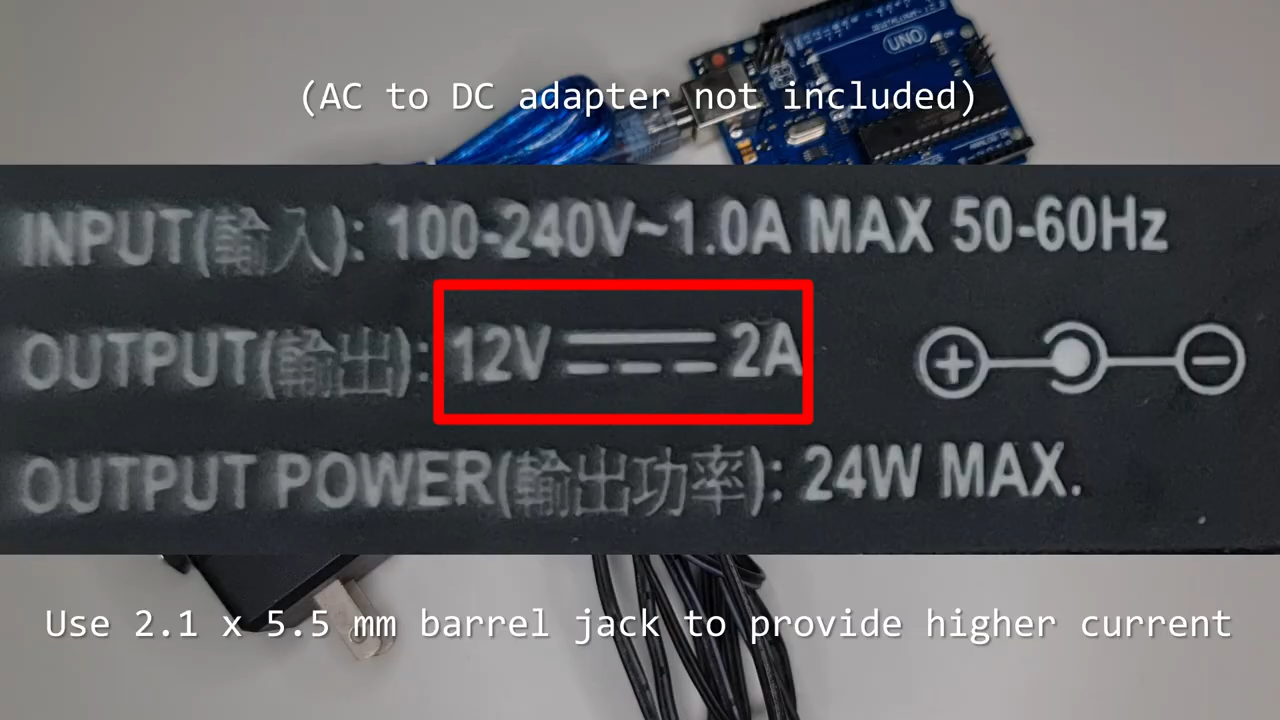 UNO
(AC to DC adapter not included)
INPUT(輸入): 100-240V~1.0A MAX 50-60Hz
OUTPUT(輸出): 12V 2A
OUTPUT POWER(輸出功率): 24W MAX.
Use 2.1 x 5.5 mm barrel jack to provide higher current